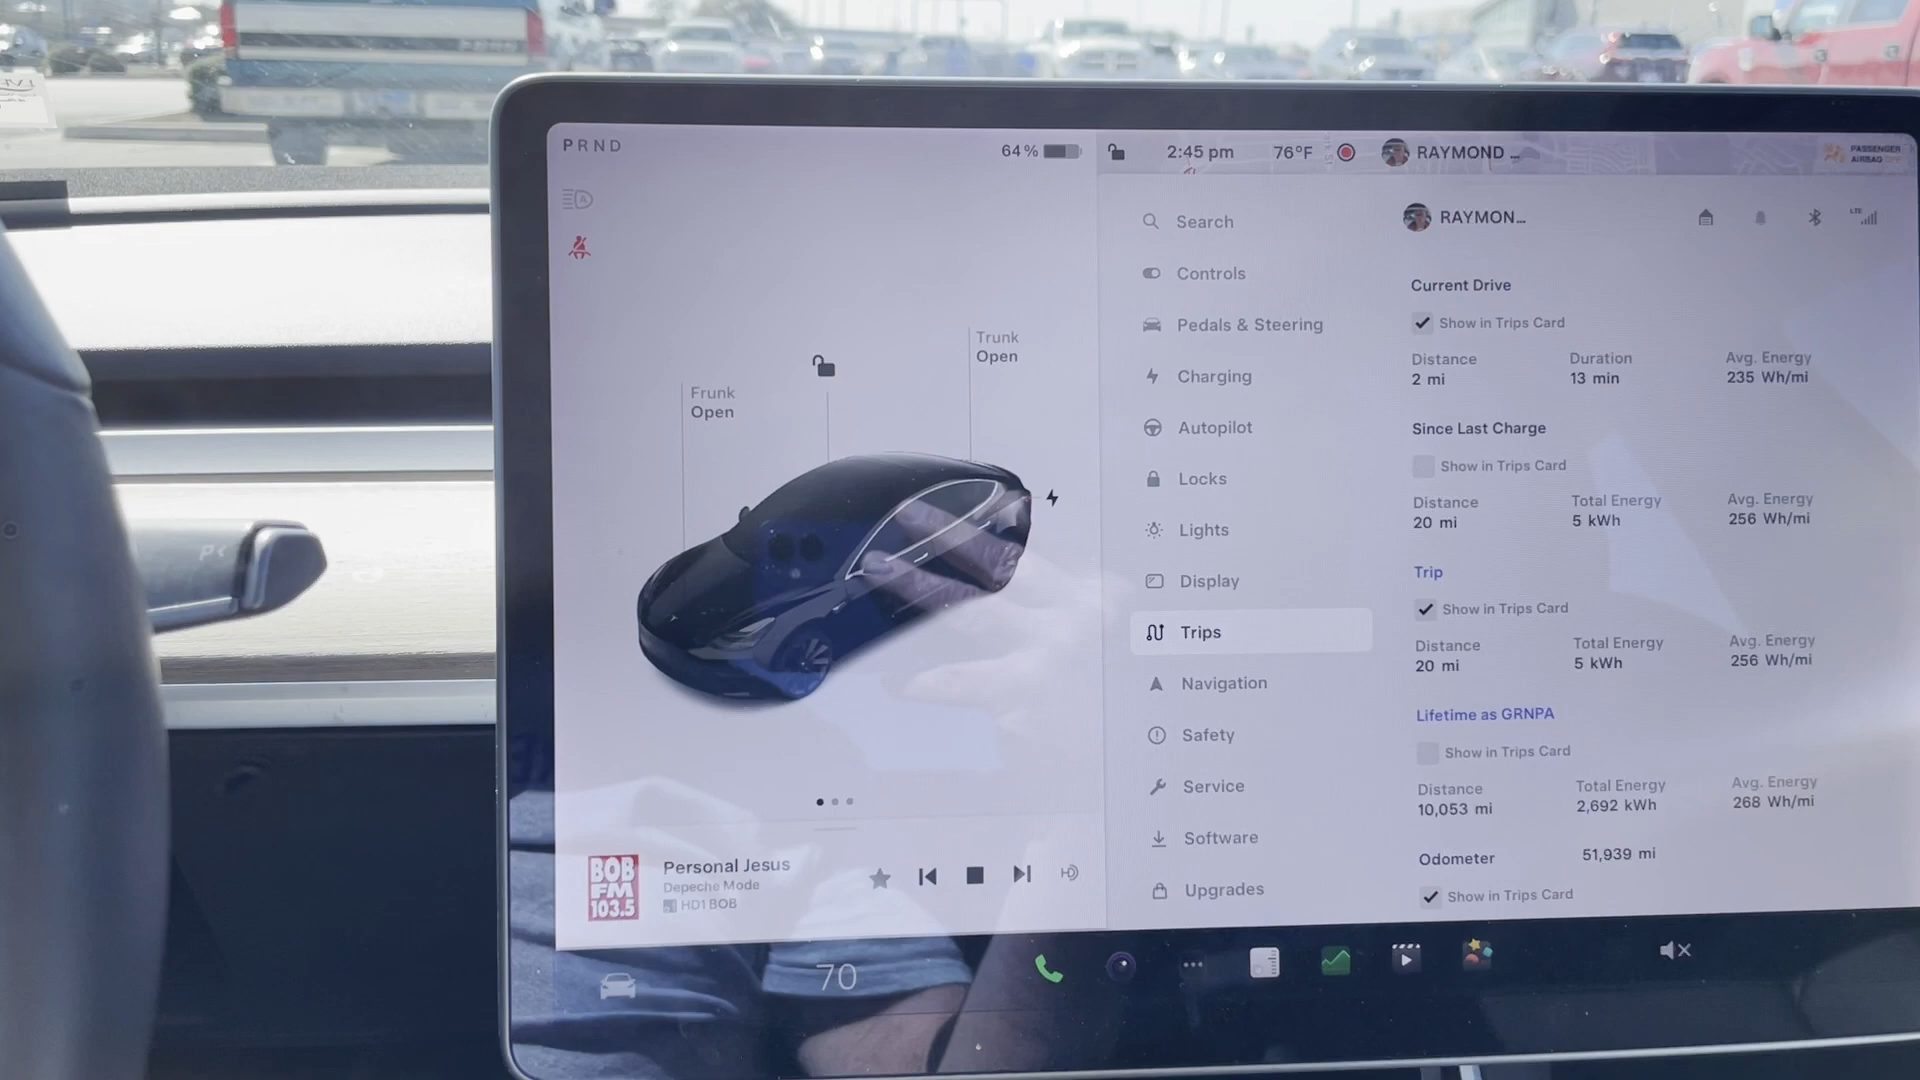 PRND
64%
2:45 pm
76°F
RAYMOND ...
PASSENGER
AIRBAG OFF
Trunk
Open
Frunk
Open
Personal Jesus
Depeche Mode
HD1 BOB
BOB
FM
103.5
70
Search
Controls
Pedals & Steering
Charging
Autopilot
Locks
Lights
Display
Trips
Navigation
Safety
Service
Software
Upgrades
RAYMON...
LTE
Current Drive
Show in Trips Card
Distance Duration Avg. Energy
2 mi 13 min 235 Wh/mi
Since Last Charge
Show in Trips Card
Distance Total Energy Avg. Energy
20 mi 5 kWh 256 Wh/mi
Trip
Show in Trips Card
Distance Total Energy Avg. Energy
20 mi 5 kWh 256 Wh/mi
Lifetime as GRNPA
Show in Trips Card
Distance Total Energy Avg. Energy
10,053 mi 2,692 kWh 268 Wh/mi
Odometer 51,939 mi
Show in Trips Card